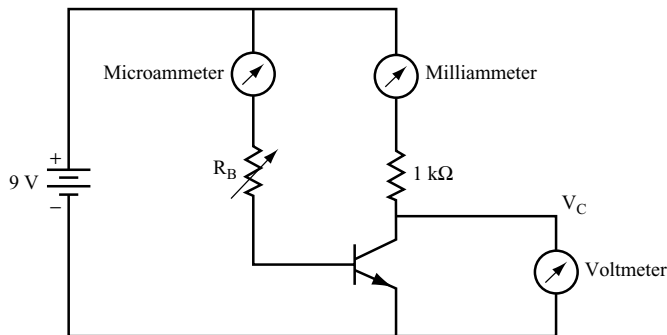 Microammeter
Milliammeter
+
9 V
−
R_B
1 kΩ
V_C
Voltmeter